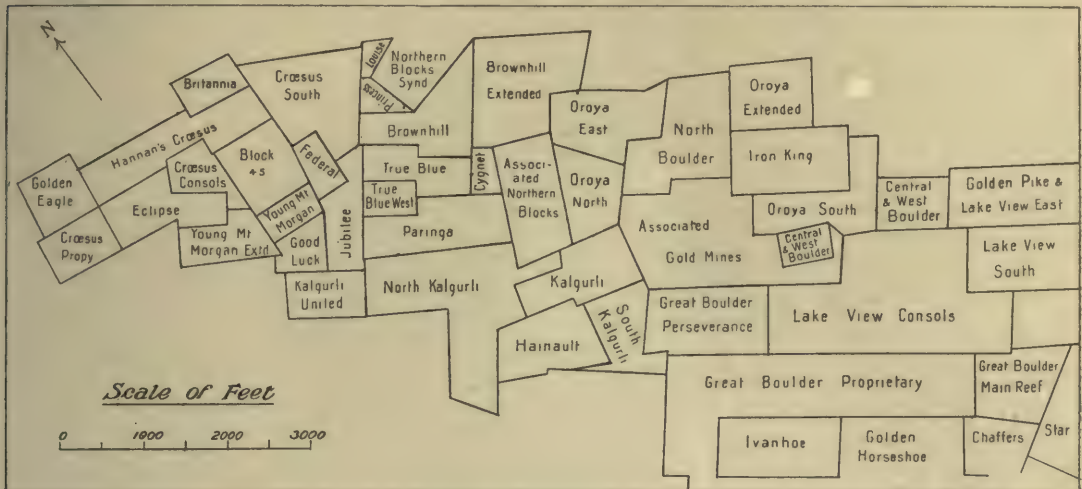 N
Britannia
Crœsus
South
Louise
Princess
Northern
Blocks
Synd
Brownhill
Extended
Oroya
East
North
Boulder
Oroya
Extended
Hannan's Crœsus
Golden
Eagle
Crœsus
Propy
Crœsus
Consols
Eclipse
Block
45
Federal
Young Mt
Morgan
Young Mt
Morgan Extd
Good
Luck
Kalgurli
United
Jubilee
Brownhill
True Blue
True
Blue West
Paringa
Cygnet
Associ-
ated
Northern
Blocks
Oroya
North
Iron King
Oroya South
Central
& West
Boulder
Golden Pike &
Lake View East
Associated
Gold Mines
Central
& West
Boulder
Lake View
South
North Kalgurli
Kalgurli
Hainault
South
Kalgurli
Great Boulder
Perseverance
Lake View Consols
Great Boulder Proprietary
Great Boulder
Main Reef
Ivanhoe
Golden
Horseshoe
Chaffers
Star
Scale of Feet
0 1000 2000 3000